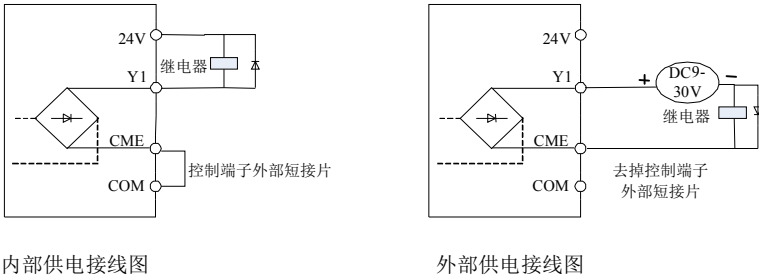 24V
继电器
Y1
CME
控制端子外部短接片
COM
内部供电接线图
24V
Y1
+
DC9-
30V
−
继电器
CME
去掉控制端子
外部短接片
COM
外部供电接线图